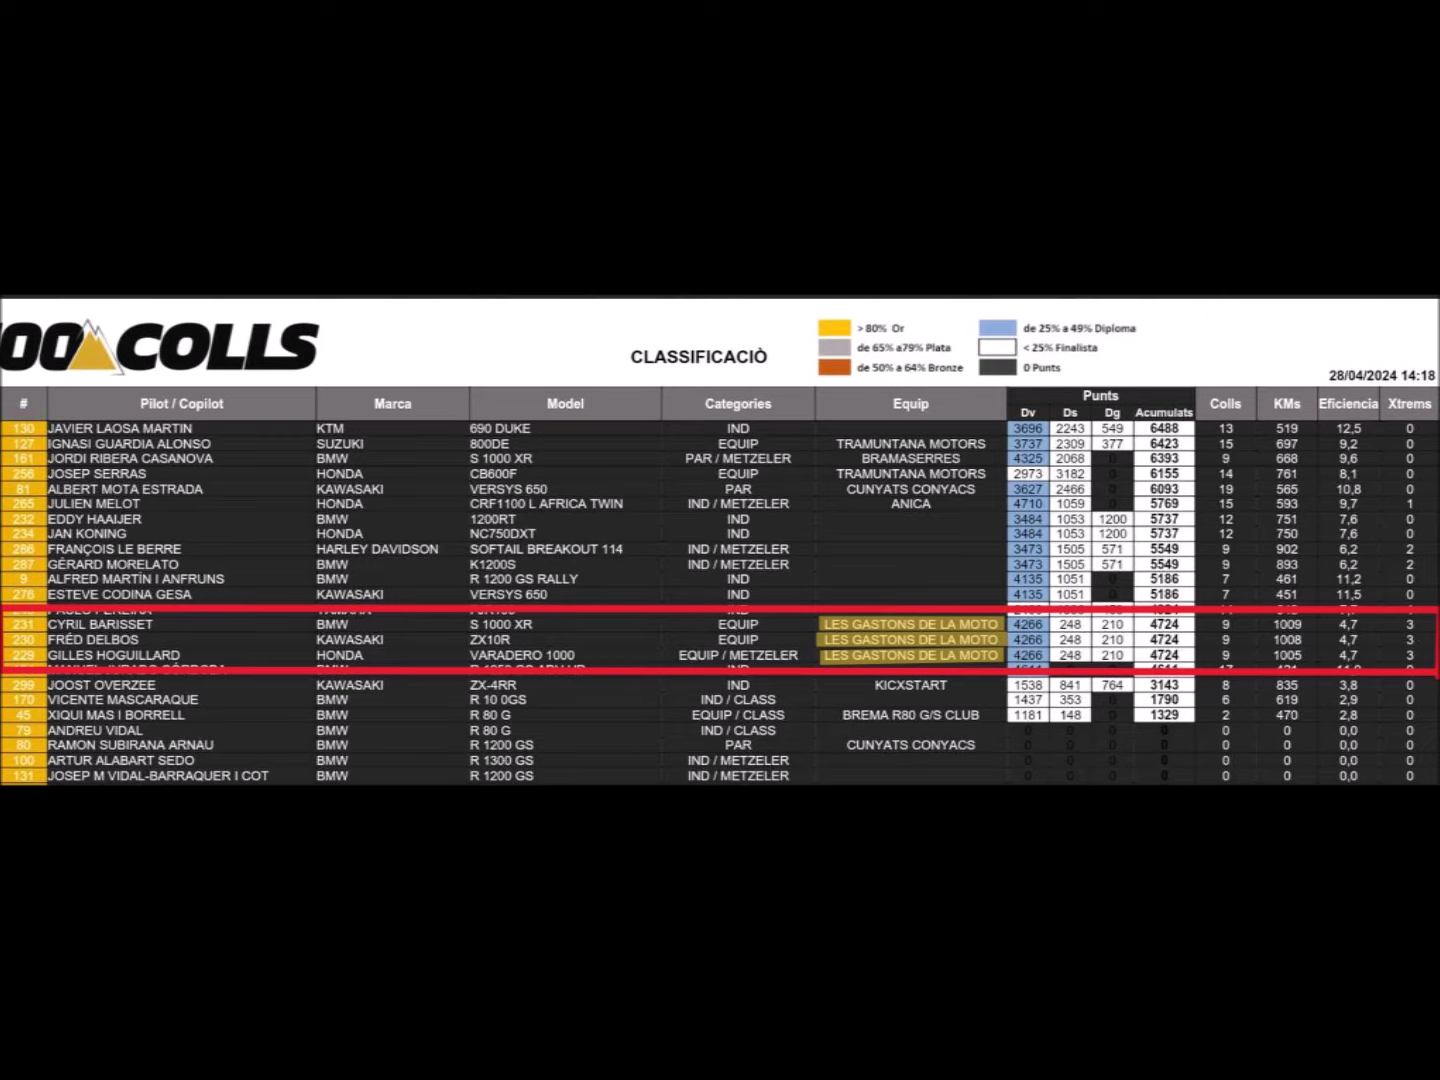 00 COLLS
CLASSIFICACIÒ
> 80% Or
de 65% a79% Plata
de 50% a 64% Bronze
de 25% a 49% Diploma
< 25% Finalista
0 Punts
28/04/2024 14:18
# Pilot / Copilot Marca Model Categories Equip Punts Colls KMs Eficiencia Xtrems
Dv Ds Dg Acumulats
130 JAVIER LAOSA MARTIN KTM 690 DUKE IND 3696 2243 549 6488 13 519 12,5 0
127 IGNASI GUARDIA ALONSO SUZUKI 800DE EQUIP TRAMUNTANA MOTORS 3737 2309 377 6423 15 697 9,2 0
161 JORDI RIBERA CASANOVA BMW S 1000 XR PAR / METZELER BRAMASERRES 4325 2068 0 6393 9 668 9,6 0
256 JOSEP SERRAS HONDA CB600F EQUIP TRAMUNTANA MOTORS 2973 3182 0 6155 14 761 8,1 0
81 ALBERT MOTA ESTRADA KAWASAKI VERSYS 650 PAR CUNYATS CONYACS 3627 2466 0 6093 19 565 10,8 0
265 JULIEN MELOT HONDA CRF1100 L AFRICA TWIN IND / METZELER ANICA 4710 1059 0 5769 15 593 9,7 1
232 EDDY HAAIJER BMW 1200RT IND 3484 1053 1200 5737 12 751 7,6 0
234 JAN KONING HONDA NC750DXT IND 3484 1053 1200 5737 12 750 7,6 0
286 FRANÇOIS LE BERRE HARLEY DAVIDSON SOFTAIL BREAKOUT 114 IND / METZELER 3473 1505 571 5549 9 902 6,2 2
287 GÉRARD MORELATO BMW K1200S IND / METZELER 3473 1505 571 5549 9 893 6,2 2
9 ALFRED MARTÍN I ANFRUNS BMW R 1200 GS RALLY IND 4135 1051 0 5186 7 461 11,2 0
276 ESTEVE CODINA GESA KAWASAKI VERSYS 650 IND 4135 1051 0 5186 7 451 11,5 0
231 CYRIL BARISSET BMW S 1000 XR EQUIP LES GASTONS DE LA MOTO 4266 248 210 4724 9 1009 4,7 3
230 FRÉD DELBOS KAWASAKI ZX10R EQUIP LES GASTONS DE LA MOTO 4266 248 210 4724 9 1008 4,7 3
229 GILLES HOGUILLARD HONDA VARADERO 1000 EQUIP / METZELER LES GASTONS DE LA MOTO 4266 248 210 4724 9 1005 4,7 3
299 JOOST OVERZEE KAWASAKI ZX-4RR IND KICXSTART 1538 841 764 3143 8 835 3,8 0
170 VICENTE MASCARAQUE BMW R 10 0GS IND / CLASS 1437 353 0 1790 6 619 2,9 0
45 XIQUI MAS I BORRELL BMW R 80 G EQUIP / CLASS BREMA R80 G/S CLUB 1181 148 0 1329 2 470 2,8 0
79 ANDREU VIDAL BMW R 80 G IND / CLASS 0 0 0 0 0 0 0,0 0
80 RAMON SUBIRANA ARNAU BMW R 1200 GS PAR CUNYATS CONYACS 0 0 0 0 0 0 0,0 0
100 ARTUR ALABART SEDO BMW R 1300 GS IND / METZELER 0 0 0 0 0 0 0,0 0
131 JOSEP M VIDAL-BARRAQUER I COT BMW R 1200 GS IND / METZELER 0 0 0 0 0 0 0,0 0